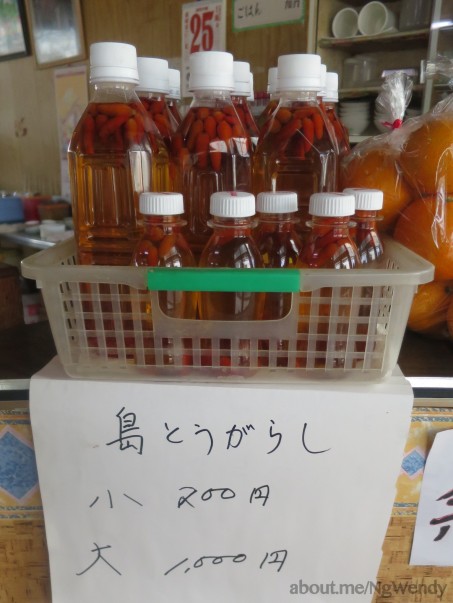 ごはん
25
島とうがらし
小 200円
大 1,000円
about.me/NgWendy